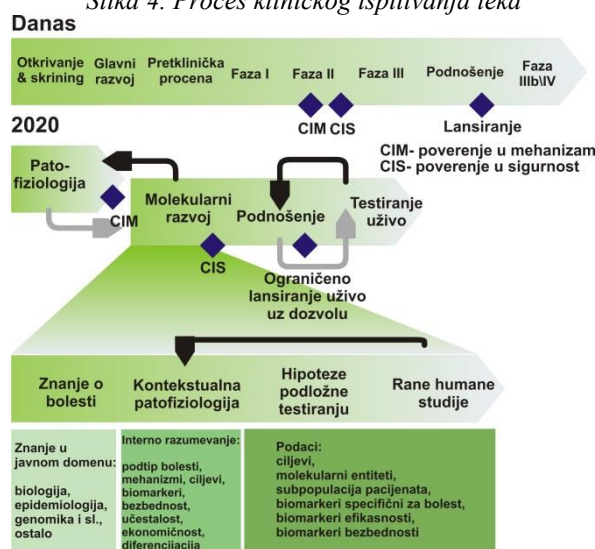 Slika 4. Proces kliničkog ispitivanja leka
Danas
Otkrivanje
& skrining
Glavni
razvoj
Pretklinička
procena
Faza I
Faza II
Faza III
Podnošenje
Faza
IIIb\IV
CIM CIS
Lansiranje
2020
CIM- poverenje u mehanizam
CIS- poverenje u sigurnost
Pato-
fiziologija
CIM
Molekularni
razvoj
CIS
Podnošenje
Testiranje
uživo
Ograničeno
lansiranje uživo
uz dozvolu
Znanje o
bolesti
Kontekstualna
patofiziologija
Hipoteze
podložne
testiranju
Rane humane
studije
Znanje u
javnom domenu:
biologija,
epidemiologija,
genomika i sl.,
ostalo
Interno razumevanje:
podtip bolesti,
mehanizmi, ciljevi,
biomarkeri,
bezbednost,
učestalost,
ekonomičnost,
diferencijacija
Podaci:
ciljevi,
molekularni entiteti,
subpopulacija pacijenata,
biomarkeri specifični za bolest,
biomarkeri efikasnosti,
biomarkeri bezbednosti